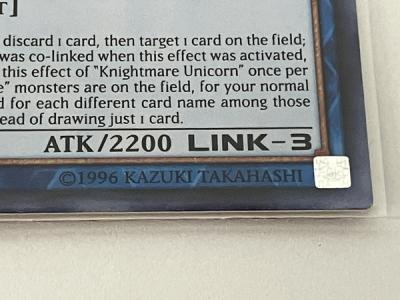 T]
discard 1 card, then target 1 card on the field;
was co-linked when this effect was activated,
this effect of "Knightmare Unicorn" once per
e" monsters are on the field, for your normal
d for each different card name among those
ead of drawing just 1 card.
ATK/2200 LINK-3
©1996 KAZUKI TAKAHASHI